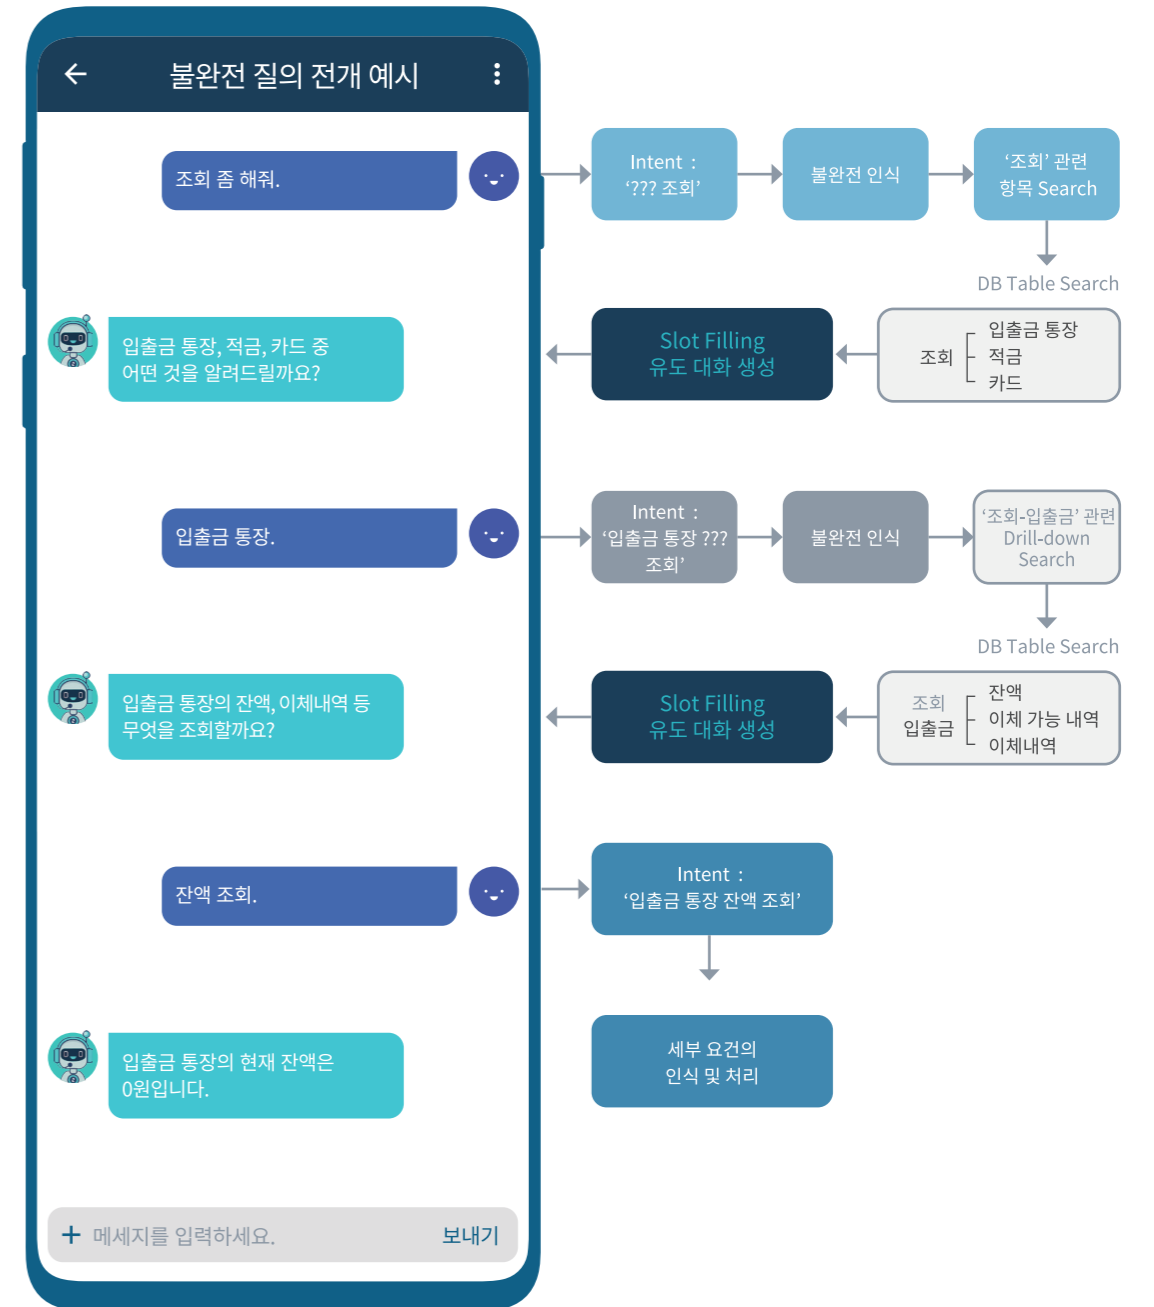 불완전 질의 전개 예시
조회 좀 해줘.
Intent :
‘??? 조회’
불완전 인식
‘조회’ 관련
항목 Search
DB Table Search
입출금 통장, 적금, 카드 중
어떤 것을 알려드릴까요?
Slot Filling
유도 대화 생성
조회
입출금 통장
적금
카드
입출금 통장.
Intent :
‘입출금 통장 ???
조회’
불완전 인식
‘조회-입출금’ 관련
Drill-down
Search
DB Table Search
입출금 통장의 잔액, 이체내역 등
무엇을 조회할까요?
Slot Filling
유도 대화 생성
조회
입출금
잔액
이체 가능 내역
이체내역
잔액 조회.
Intent :
‘입출금 통장 잔액 조회’
세부 요건의
인식 및 처리
입출금 통장의 현재 잔액은
0원입니다.
+ 메세지를 입력하세요. 보내기